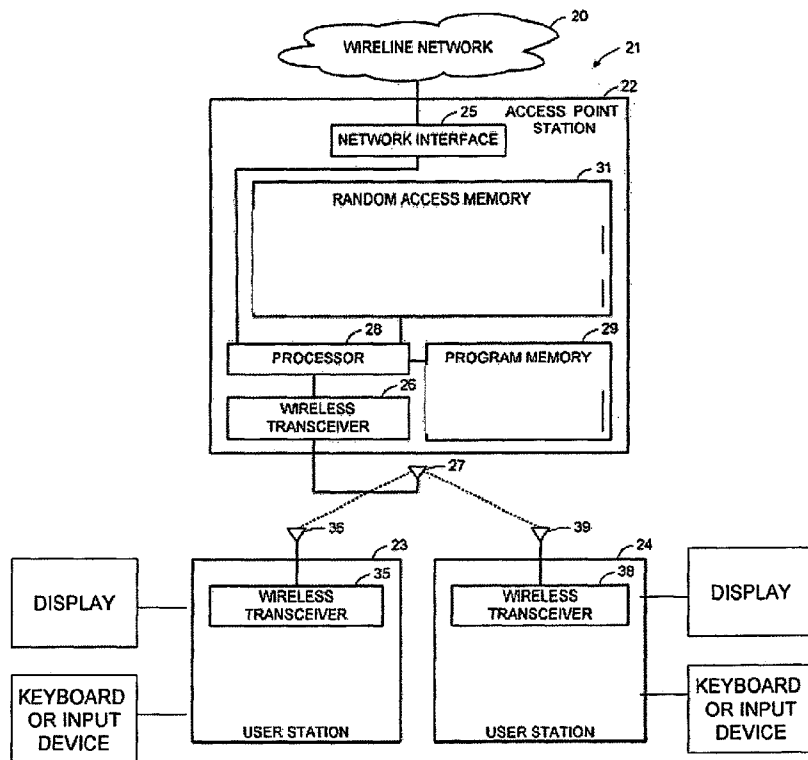 20
WIRELINE NETWORK
21
22
25
ACCESS POINT
STATION
NETWORK INTERFACE
31
RANDOM ACCESS MEMORY
28
29
PROCESSOR
PROGRAM MEMORY
26
WIRELESS
TRANSCEIVER
27
36
39
23
24
35
38
DISPLAY
WIRELESS
TRANSCEIVER
WIRELESS
TRANSCEIVER
DISPLAY
KEYBOARD
OR INPUT
DEVICE
USER STATION
USER STATION
KEYBOARD
OR INPUT
DEVICE